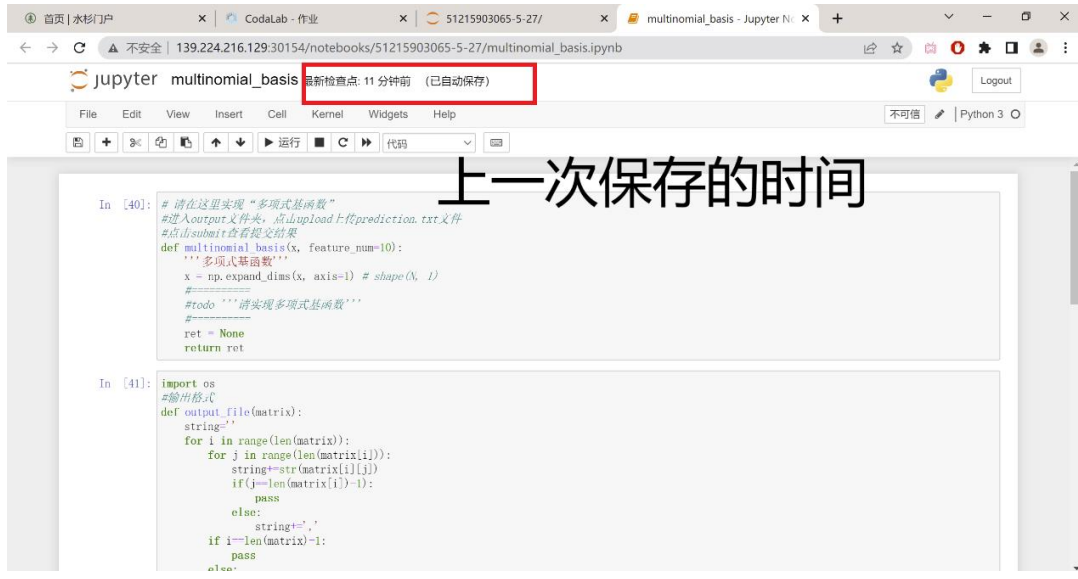 首页 | 水杉门户
CodaLab - 作业
51215903065-5-27/
multinomial_basis - Jupyter No
不安全 | 139.224.216.129:30154/notebooks/51215903065-5-27/multinomial_basis.ipynb
jupyter multinomial_basis 最新检查点: 11 分钟前 (已自动保存)
Logout
File Edit View Insert Cell Kernel Widgets Help
不可信 Python 3
运行 代码
上一次保存的时间
In [40]: # 请在这里实现“多项式基函数”
#进入output文件夹，点击upload上传prediction.txt文件
#点击submit查看提交结果
def multinomial_basis(x, feature_num=10):
'''多项式基函数'''
x = np.expand_dims(x, axis=1) # shape(N, 1)
#==========
#todo '''请实现多项式基函数'''
#==========
ret = None
return ret
In [41]: import os
#输出格式
def output_file(matrix):
string=''
for i in range(len(matrix)):
for j in range(len(matrix[i])):
string+=str(matrix[i][j])
if(j==len(matrix[i])-1):
pass
else:
string+=','
if i==len(matrix)-1:
pass
else: